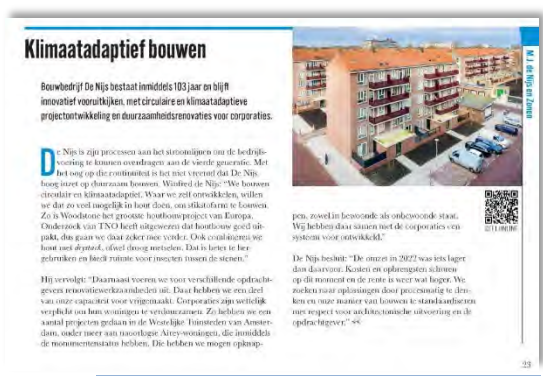 Klimaatadaptief bouwen
Bouwbedrijf De Nijs bestaat inmiddels 103 jaar en blijft
innovatief vooruitkijken, met circulaire en klimaatadaptieve
projectontwikkeling en duurzaamheidsrenovaties voor corporaties.
De Nijs is zijn processen aan het stroomlijnen om de bedrijfs-
voering te kunnen overdragen aan de vierde generatie. Met
het oog op die continuïteit is het niet vreemd dat De Nijs
hoog inzet op duurzaam bouwen. Winfred de Nijs: “We bouwen
circulair en klimaatadaptief. Waar we zelf ontwikkelen, willen
we dat zo veel mogelijk in hout doen, om stikstofarm te bouwen.
Zo is Woodstone het grootste houtbouwproject van Europa.
Onderzoek van TNO heeft uitgewezen dat houtbouw goed uit-
pakt, dus gaan we daar zeker mee verder. Ook combineren we
hout met drystack, ofwel droog metselen. Dat is beter te her-
gebruiken en biedt ruimte voor insecten tussen de stenen.”
Hij vervolgt: “Daarnaast voeren we voor verschillende opdracht-
gevers renovatiewerkzaamheden uit. Daar hebben we een deel
van onze capaciteit voor vrijgemaakt. Corporaties zijn wettelijk
verplicht om hun woningen te verduurzamen. Zo hebben we een
aantal projecten gedaan in de Westelijke Tuinsteden van Amster-
dam, onder meer aan naoorlogse Airey-woningen, die inmiddels
de monumentenstatus hebben. Die hebben we mogen opknap-
pen, zowel in bewoonde als onbewoonde staat.
Wij hebben daar samen met de corporaties een
systeem voor ontwikkeld.”
De Nijs besluit: “De omzet in 2022 was iets lager
dan daarvoor. Kosten en opbrengsten schuren
op dit moment en de rente is weer wat hoger. We
zoeken naar oplossingen door procesmatig te den-
ken en onze manier van bouwen te standaardiseren
met respect voor architectonische uitvoering en de
opdrachtgever.” <<
M.J. de Nijs en Zonen
23